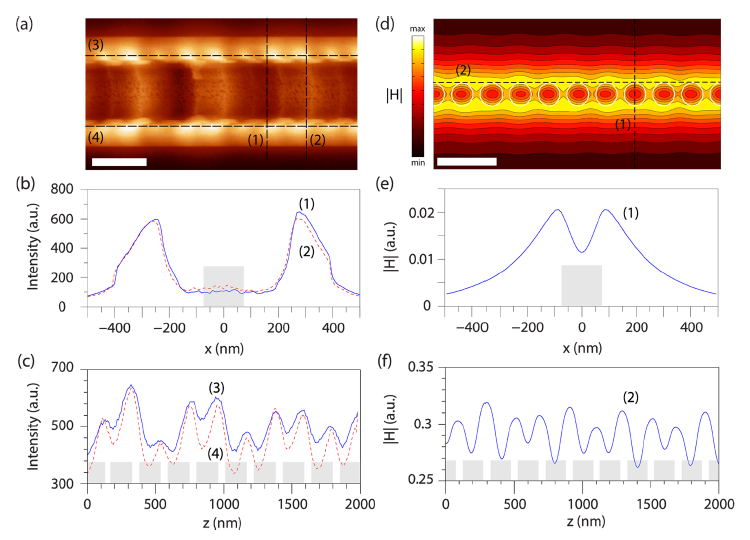 (a)
(3)
(4)
(1)
(2)
(b)
800
600
400
200
0
Intensity (a.u.)
(1)
(2)
−400
−200
0
200
400
x (nm)
(c)
700
500
300
Intensity (a.u.)
(3)
(4)
0
500
1000
1500
2000
z (nm)
(d)
max
|H|
min
(2)
(1)
(e)
0.02
0.01
0
|H| (a.u.)
(1)
−400
−200
0
200
400
x (nm)
(f)
0.35
0.3
0.25
|H| (a.u.)
(2)
0
500
1000
1500
2000
z (nm)